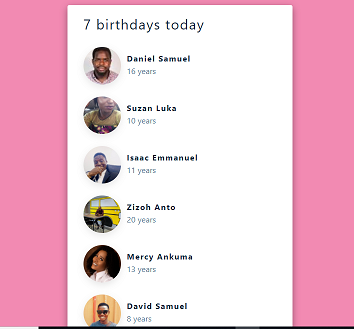 7 birthdays today
Daniel Samuel
16 years
Suzan Luka
10 years
Isaac Emmanuel
11 years
Zizoh Anto
20 years
Mercy Ankuma
13 years
David Samuel
8 years